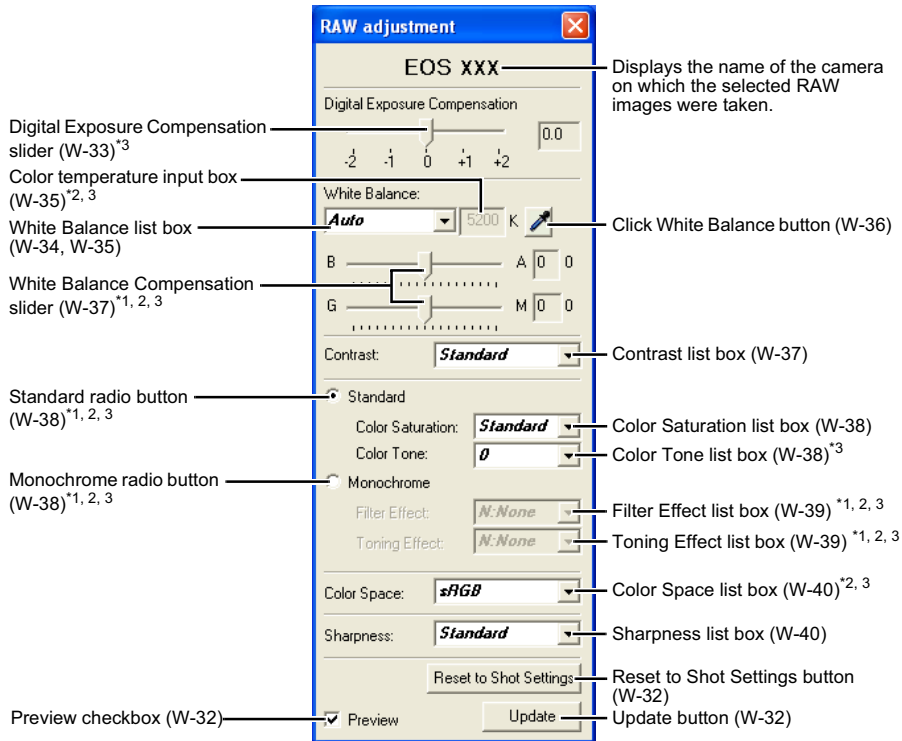 RAW adjustment
EOS XXX
Displays the name of the camera
on which the selected RAW
images were taken.
Digital Exposure Compensation
0.0
-2 -1 0 +1 +2
Digital Exposure Compensation
slider (W-33)*3
Color temperature input box
(W-35)*2, 3
White Balance list box
(W-34, W-35)
White Balance Compensation
slider (W-37)*1, 2, 3
White Balance:
Auto 5200 K
Click White Balance button (W-36)
B A 0 0
G M 0 0
Contrast: Standard
Contrast list box (W-37)
Standard radio button
(W-38)*1, 2, 3
Standard
Color Saturation: Standard
Color Saturation list box (W-38)
Color Tone: 0
Color Tone list box (W-38)*3
Monochrome radio button
(W-38)*1, 2, 3
Monochrome
Filter Effect: N:None
Filter Effect list box (W-39) *1, 2, 3
Toning Effect: N:None
Toning Effect list box (W-39) *1, 2, 3
Color Space: sRGB
Color Space list box (W-40)*2, 3
Sharpness: Standard
Sharpness list box (W-40)
Reset to Shot Settings
Reset to Shot Settings button
(W-32)
Preview checkbox (W-32)
Preview
Update
Update button (W-32)